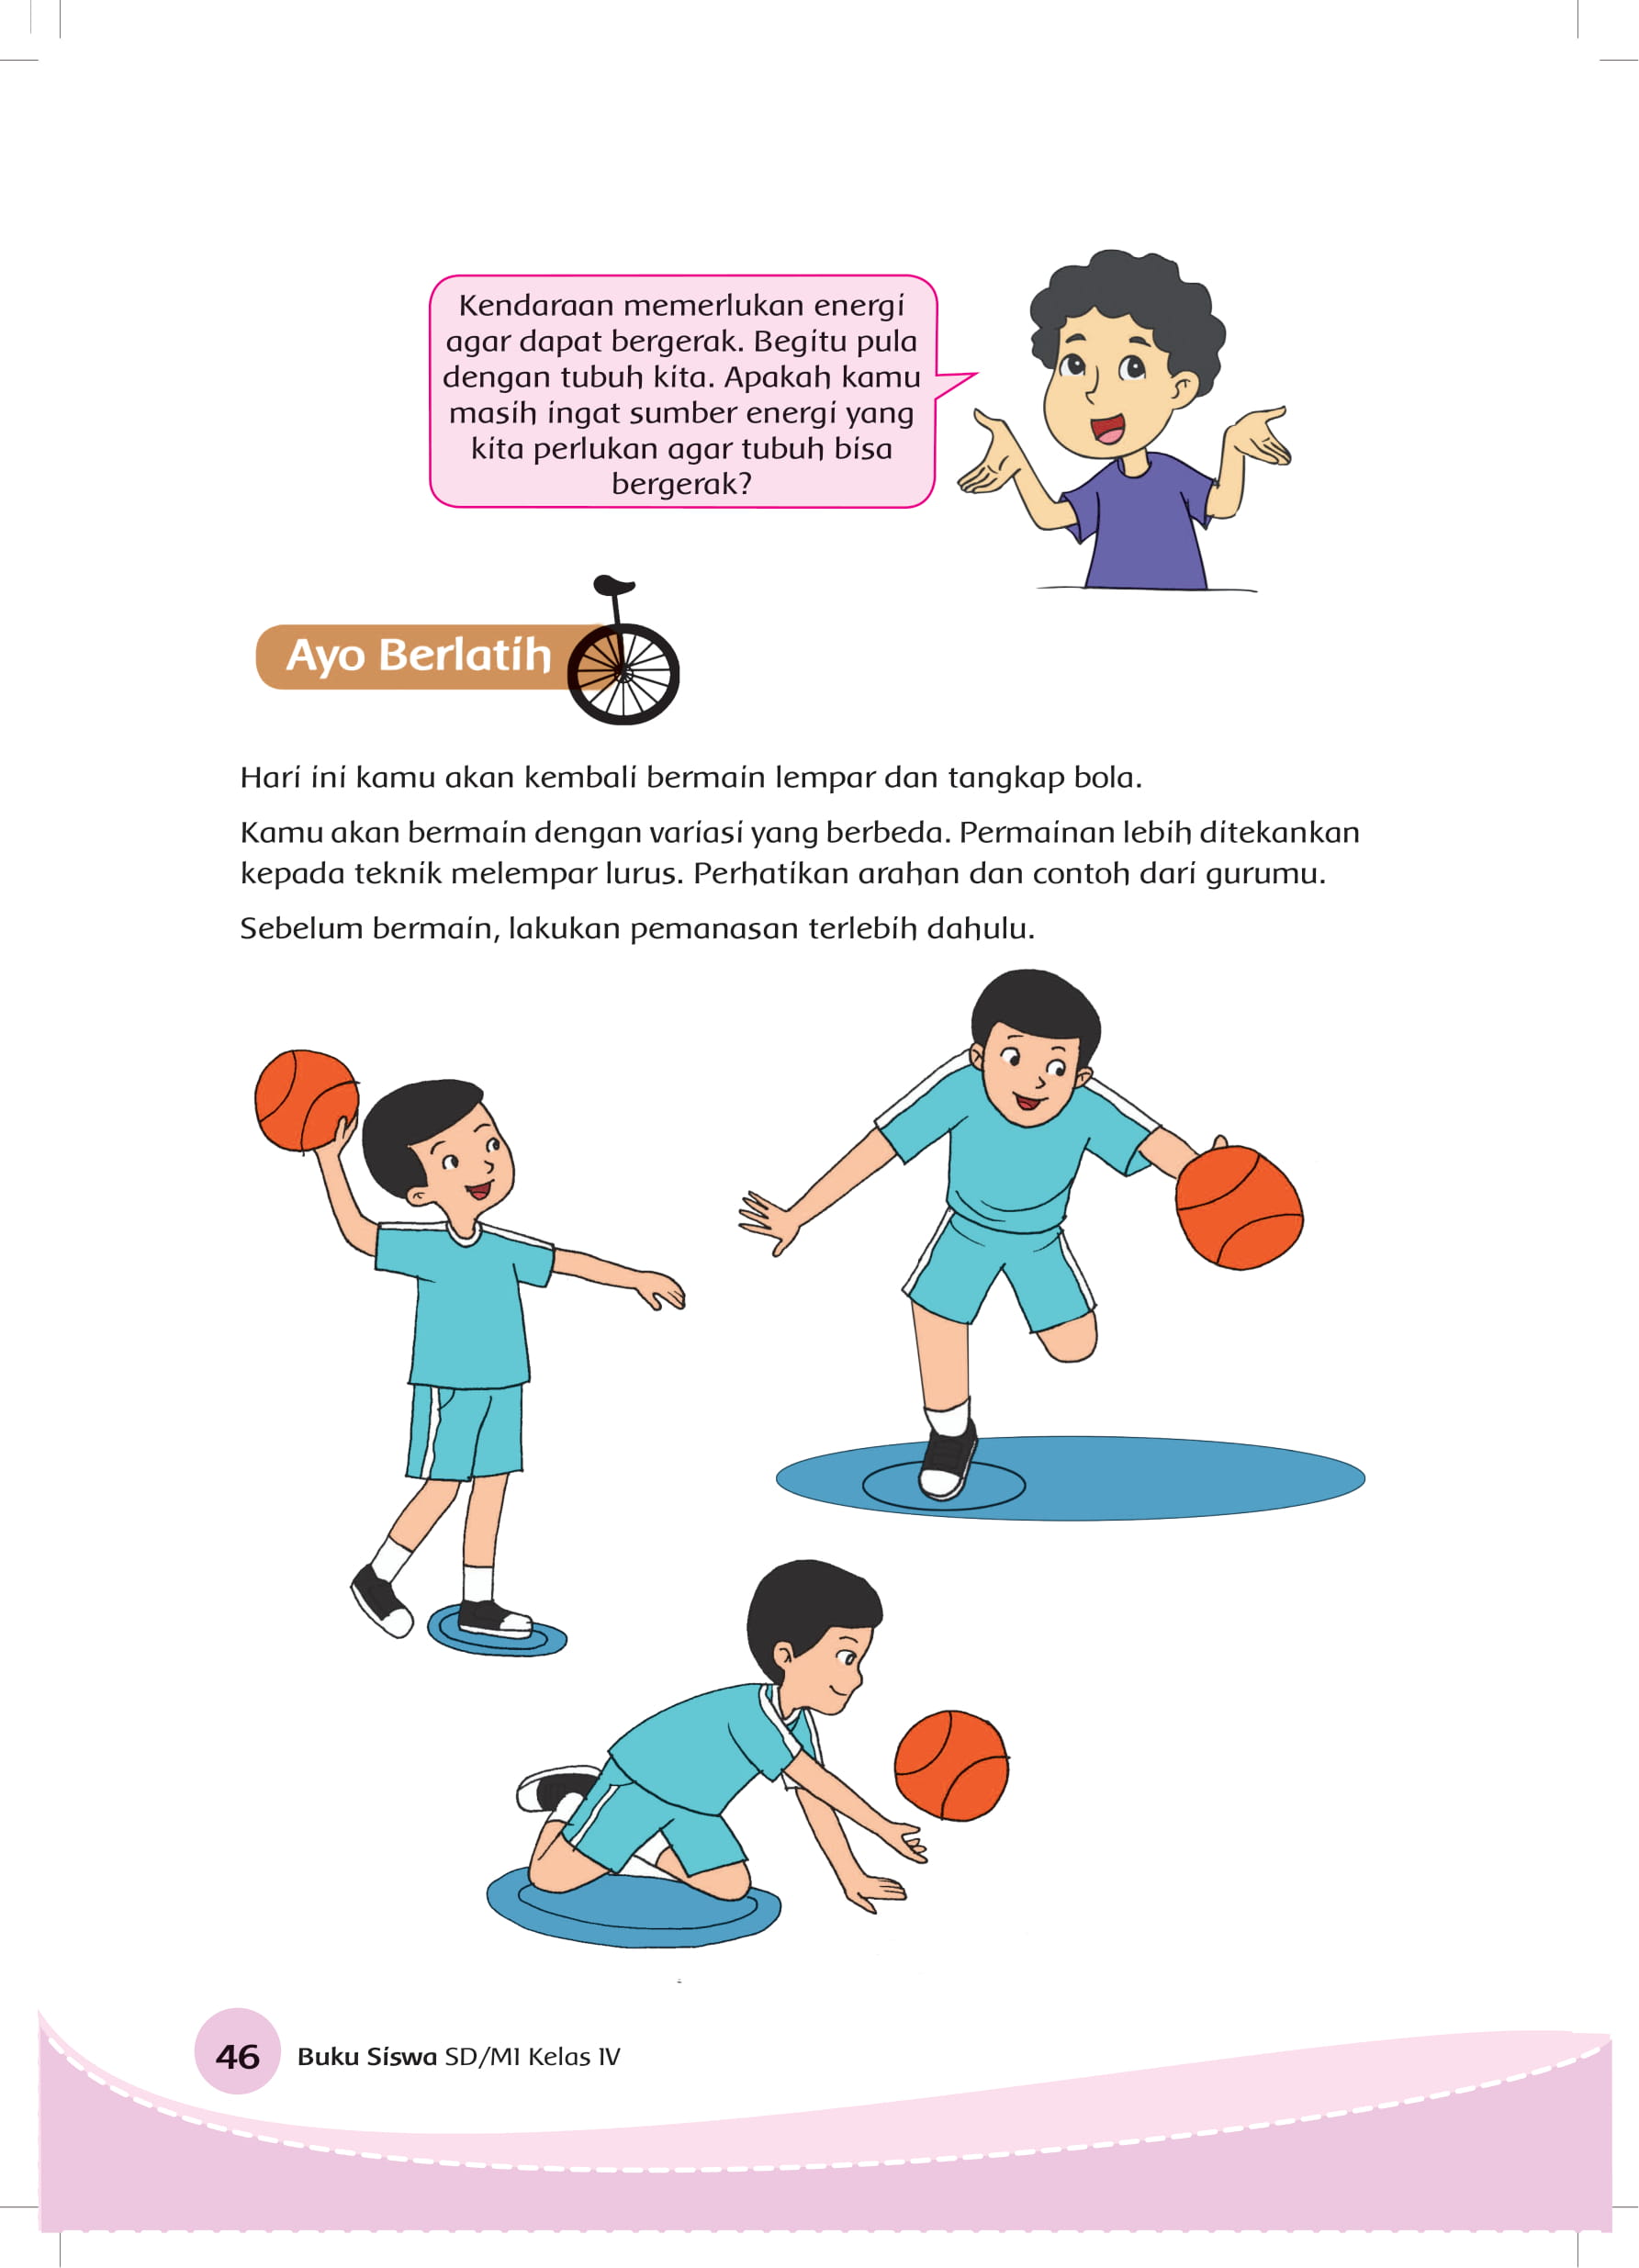 Kendaraan memerlukan energi
agar dapat bergerak. Begitu pula
dengan tubuh kita. Apakah kamu
masih ingat sumber energi yang
kita perlukan agar tubuh bisa
bergerak?
Ayo Berlatih
Hari ini kamu akan kembali bermain lempar dan tangkap bola.
Kamu akan bermain dengan variasi yang berbeda. Permainan lebih ditekankan
kepada teknik melempar lurus. Perhatikan arahan dan contoh dari gurumu.
Sebelum bermain, lakukan pemanasan terlebih dahulu.
46 Buku Siswa SD/MI Kelas IV